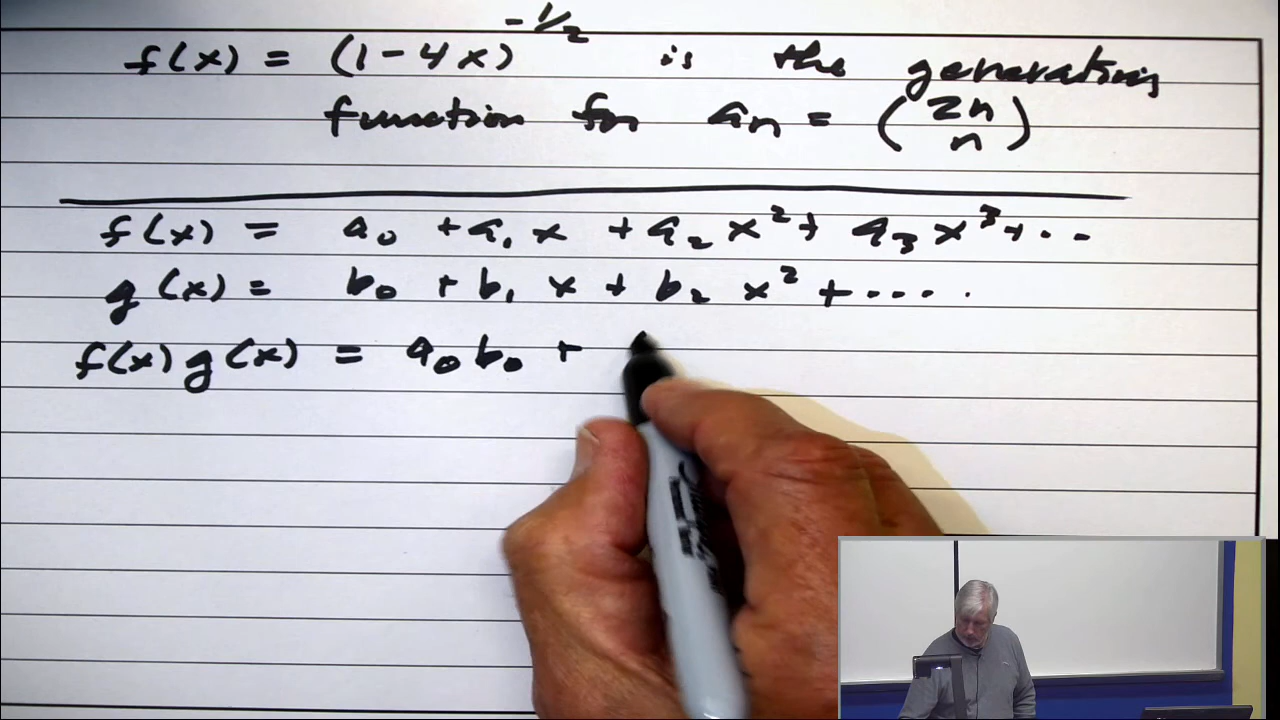 f(x) = (1-4x)^{-1/2} is the generating
function for a_n = \binom{2n}{n}
f(x) = a_0 + a_1 x + a_2 x^2 + a_3 x^3 + ...
g(x) = b_0 + b_1 x + b_2 x^2 + ....
f(x)g(x) = a_0 b_0 +